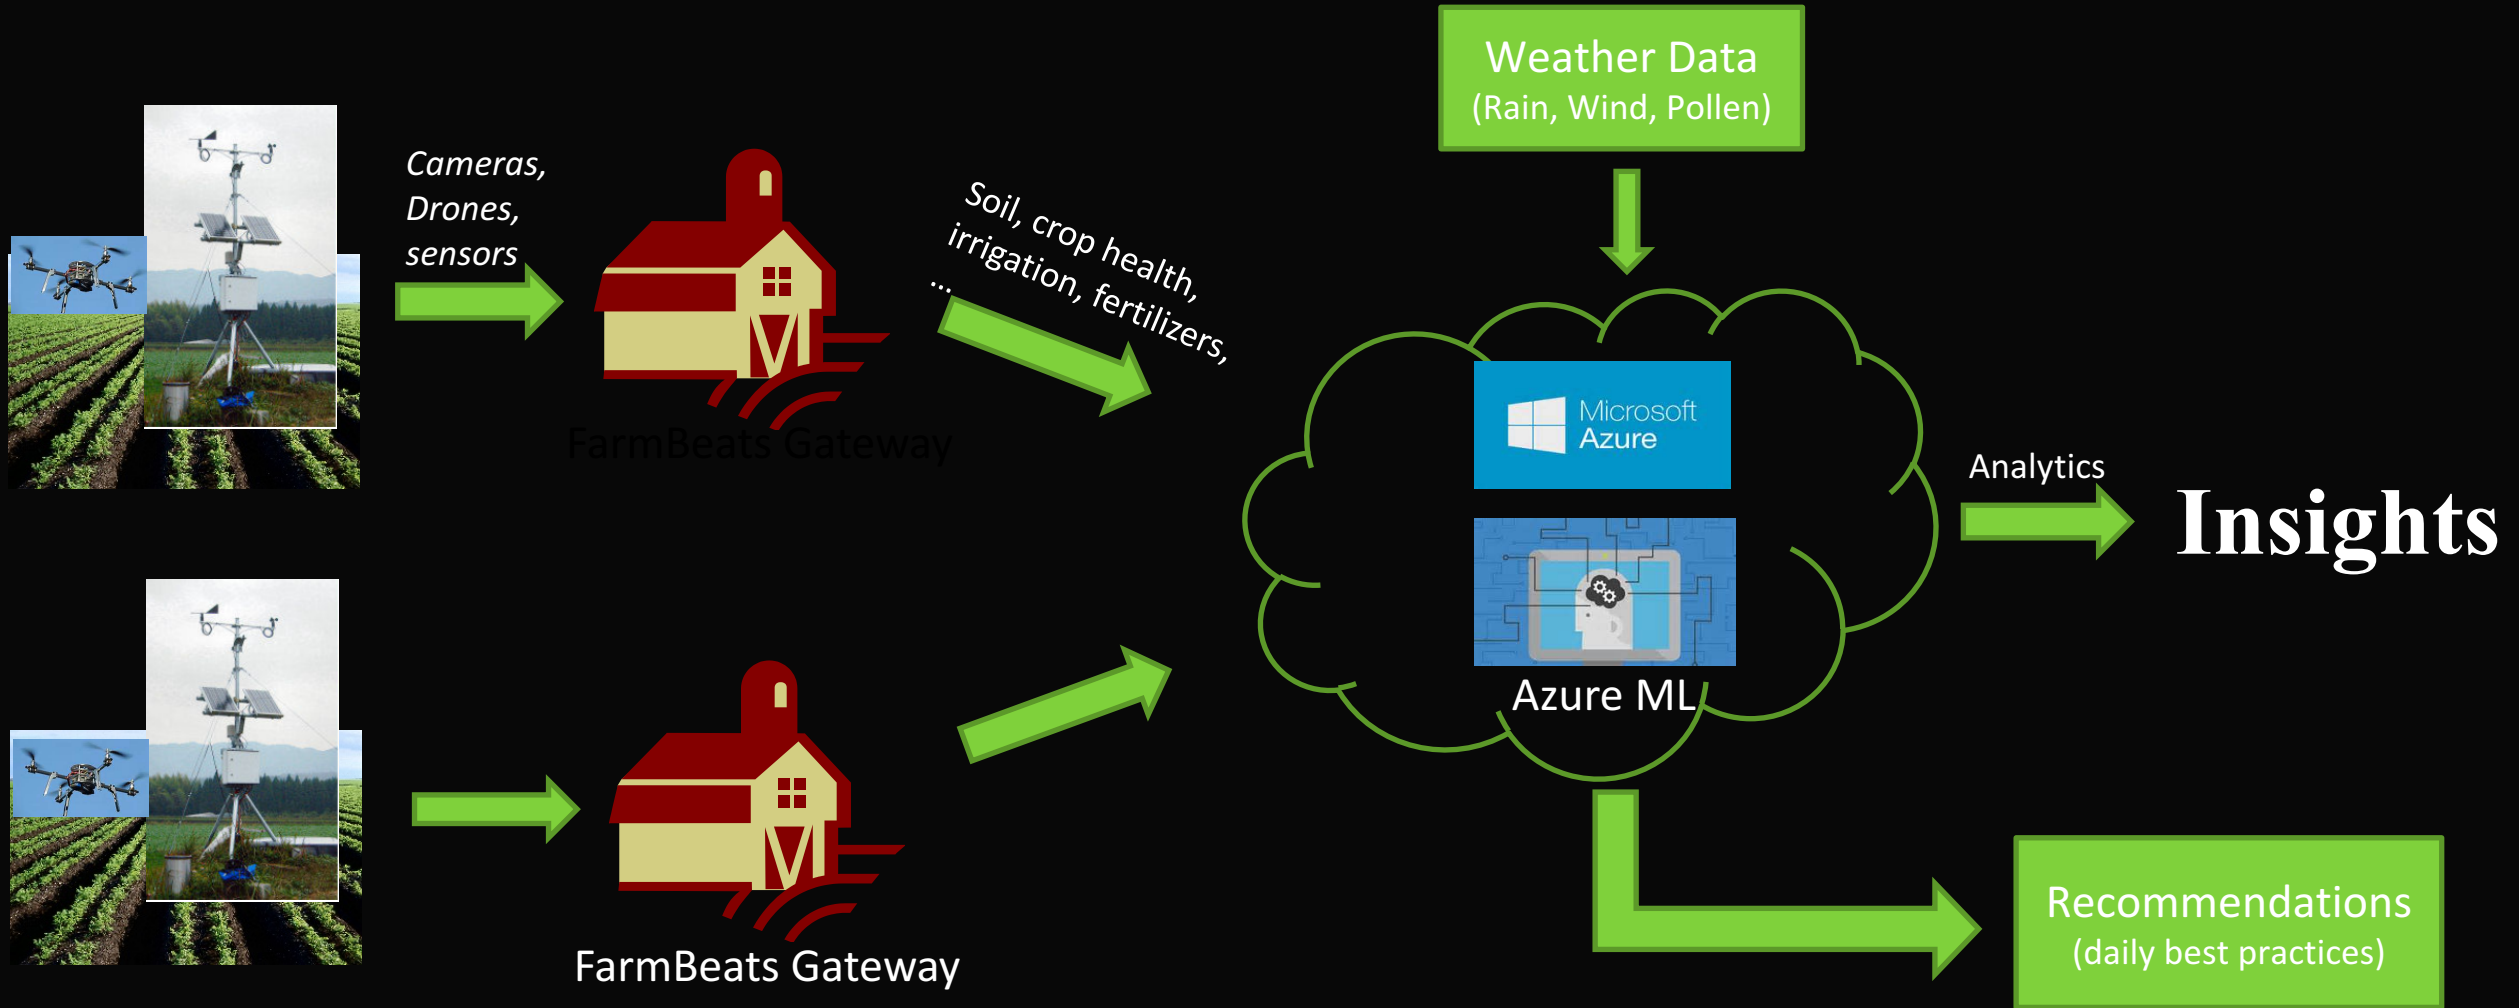 Weather Data
(Rain, Wind, Pollen)
Cameras,
Drones,
sensors
Soil, crop health,
irrigation, fertilizers,
...
FarmBeats Gateway
Microsoft
Azure
Azure ML
Analytics
Insights
FarmBeats Gateway
Recommendations
(daily best practices)